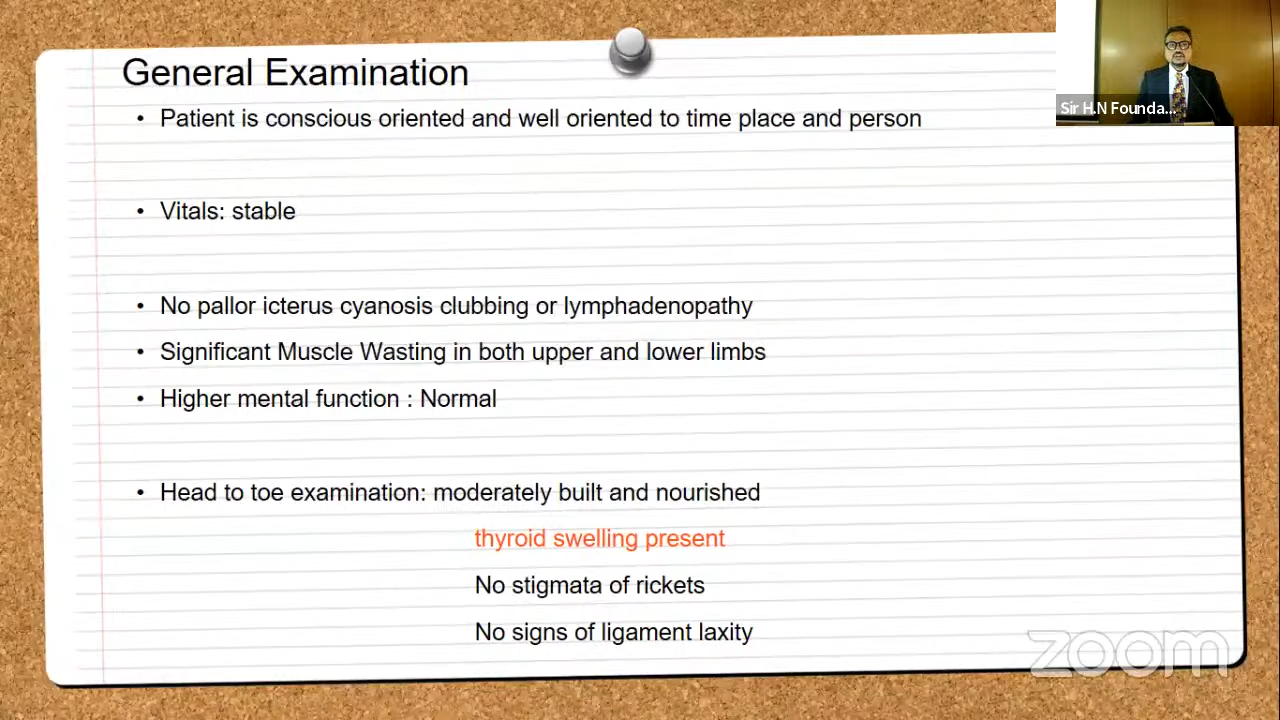 General Examination
Sir H.N Founda...
• Patient is conscious oriented and well oriented to time place and person
• Vitals: stable
• No pallor icterus cyanosis clubbing or lymphadenopathy
• Significant Muscle Wasting in both upper and lower limbs
• Higher mental function : Normal
• Head to toe examination: moderately built and nourished
thyroid swelling present
No stigmata of rickets
No signs of ligament laxity
zoom